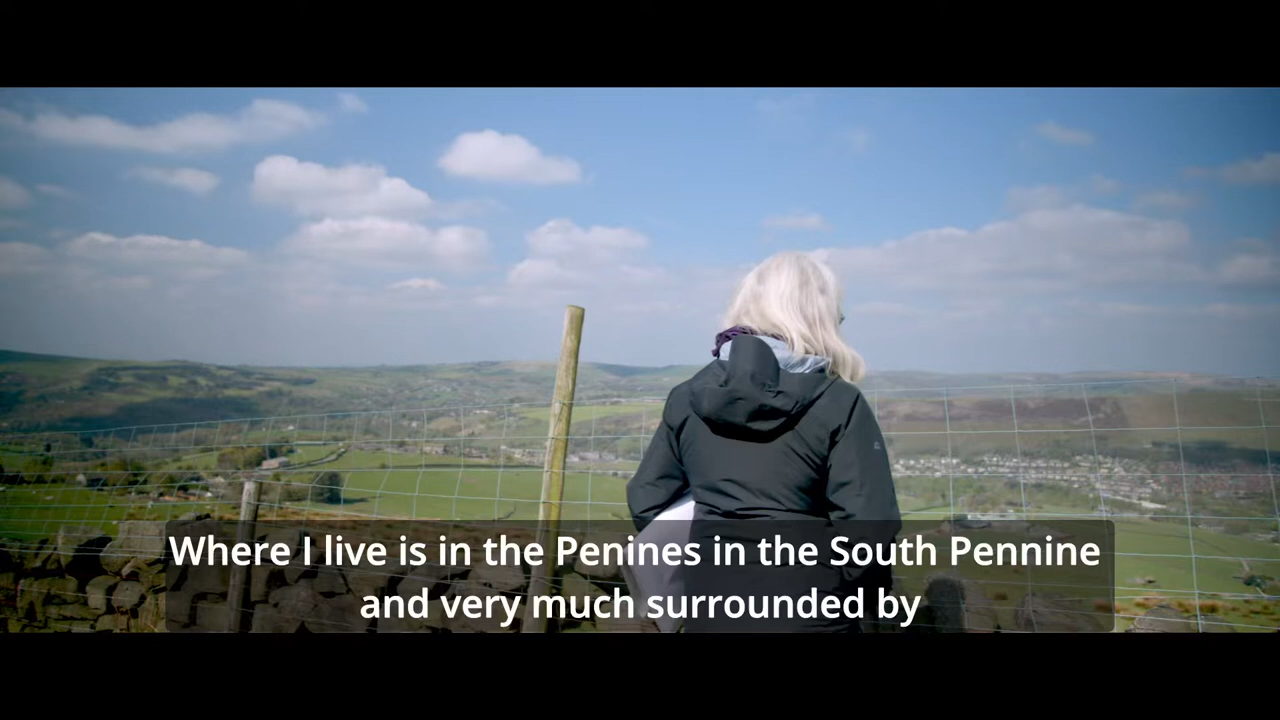 Where I live is in the Penines in the South Pennine
and very much surrounded by